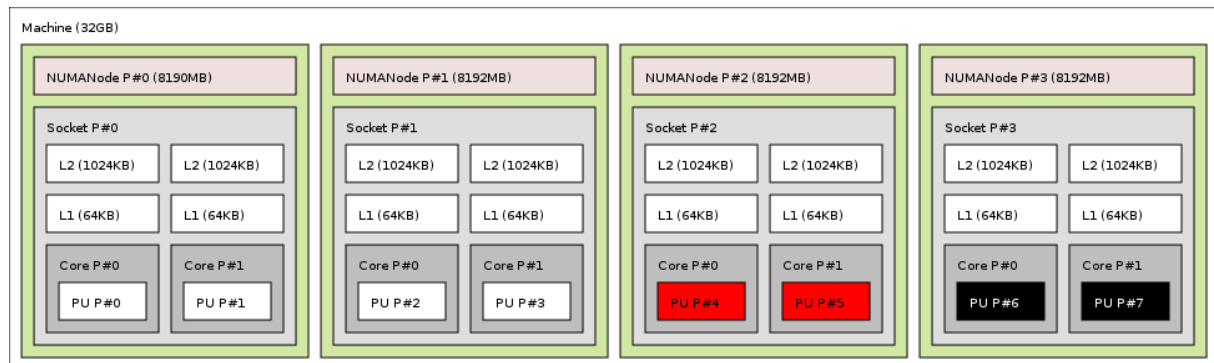 Machine (32GB)
NUMANode P#0 (8190MB) NUMANode P#1 (8192MB) NUMANode P#2 (8192MB) NUMANode P#3 (8192MB)
Socket P#0 Socket P#1 Socket P#2 Socket P#3
L2 (1024KB) L2 (1024KB) L2 (1024KB) L2 (1024KB) L2 (1024KB) L2 (1024KB) L2 (1024KB) L2 (1024KB)
L1 (64KB) L1 (64KB) L1 (64KB) L1 (64KB) L1 (64KB) L1 (64KB) L1 (64KB) L1 (64KB)
Core P#0 Core P#1 Core P#0 Core P#1 Core P#0 Core P#1 Core P#0 Core P#1
PU P#0 PU P#1 PU P#2 PU P#3 PU P#4 PU P#5 PU P#6 PU P#7